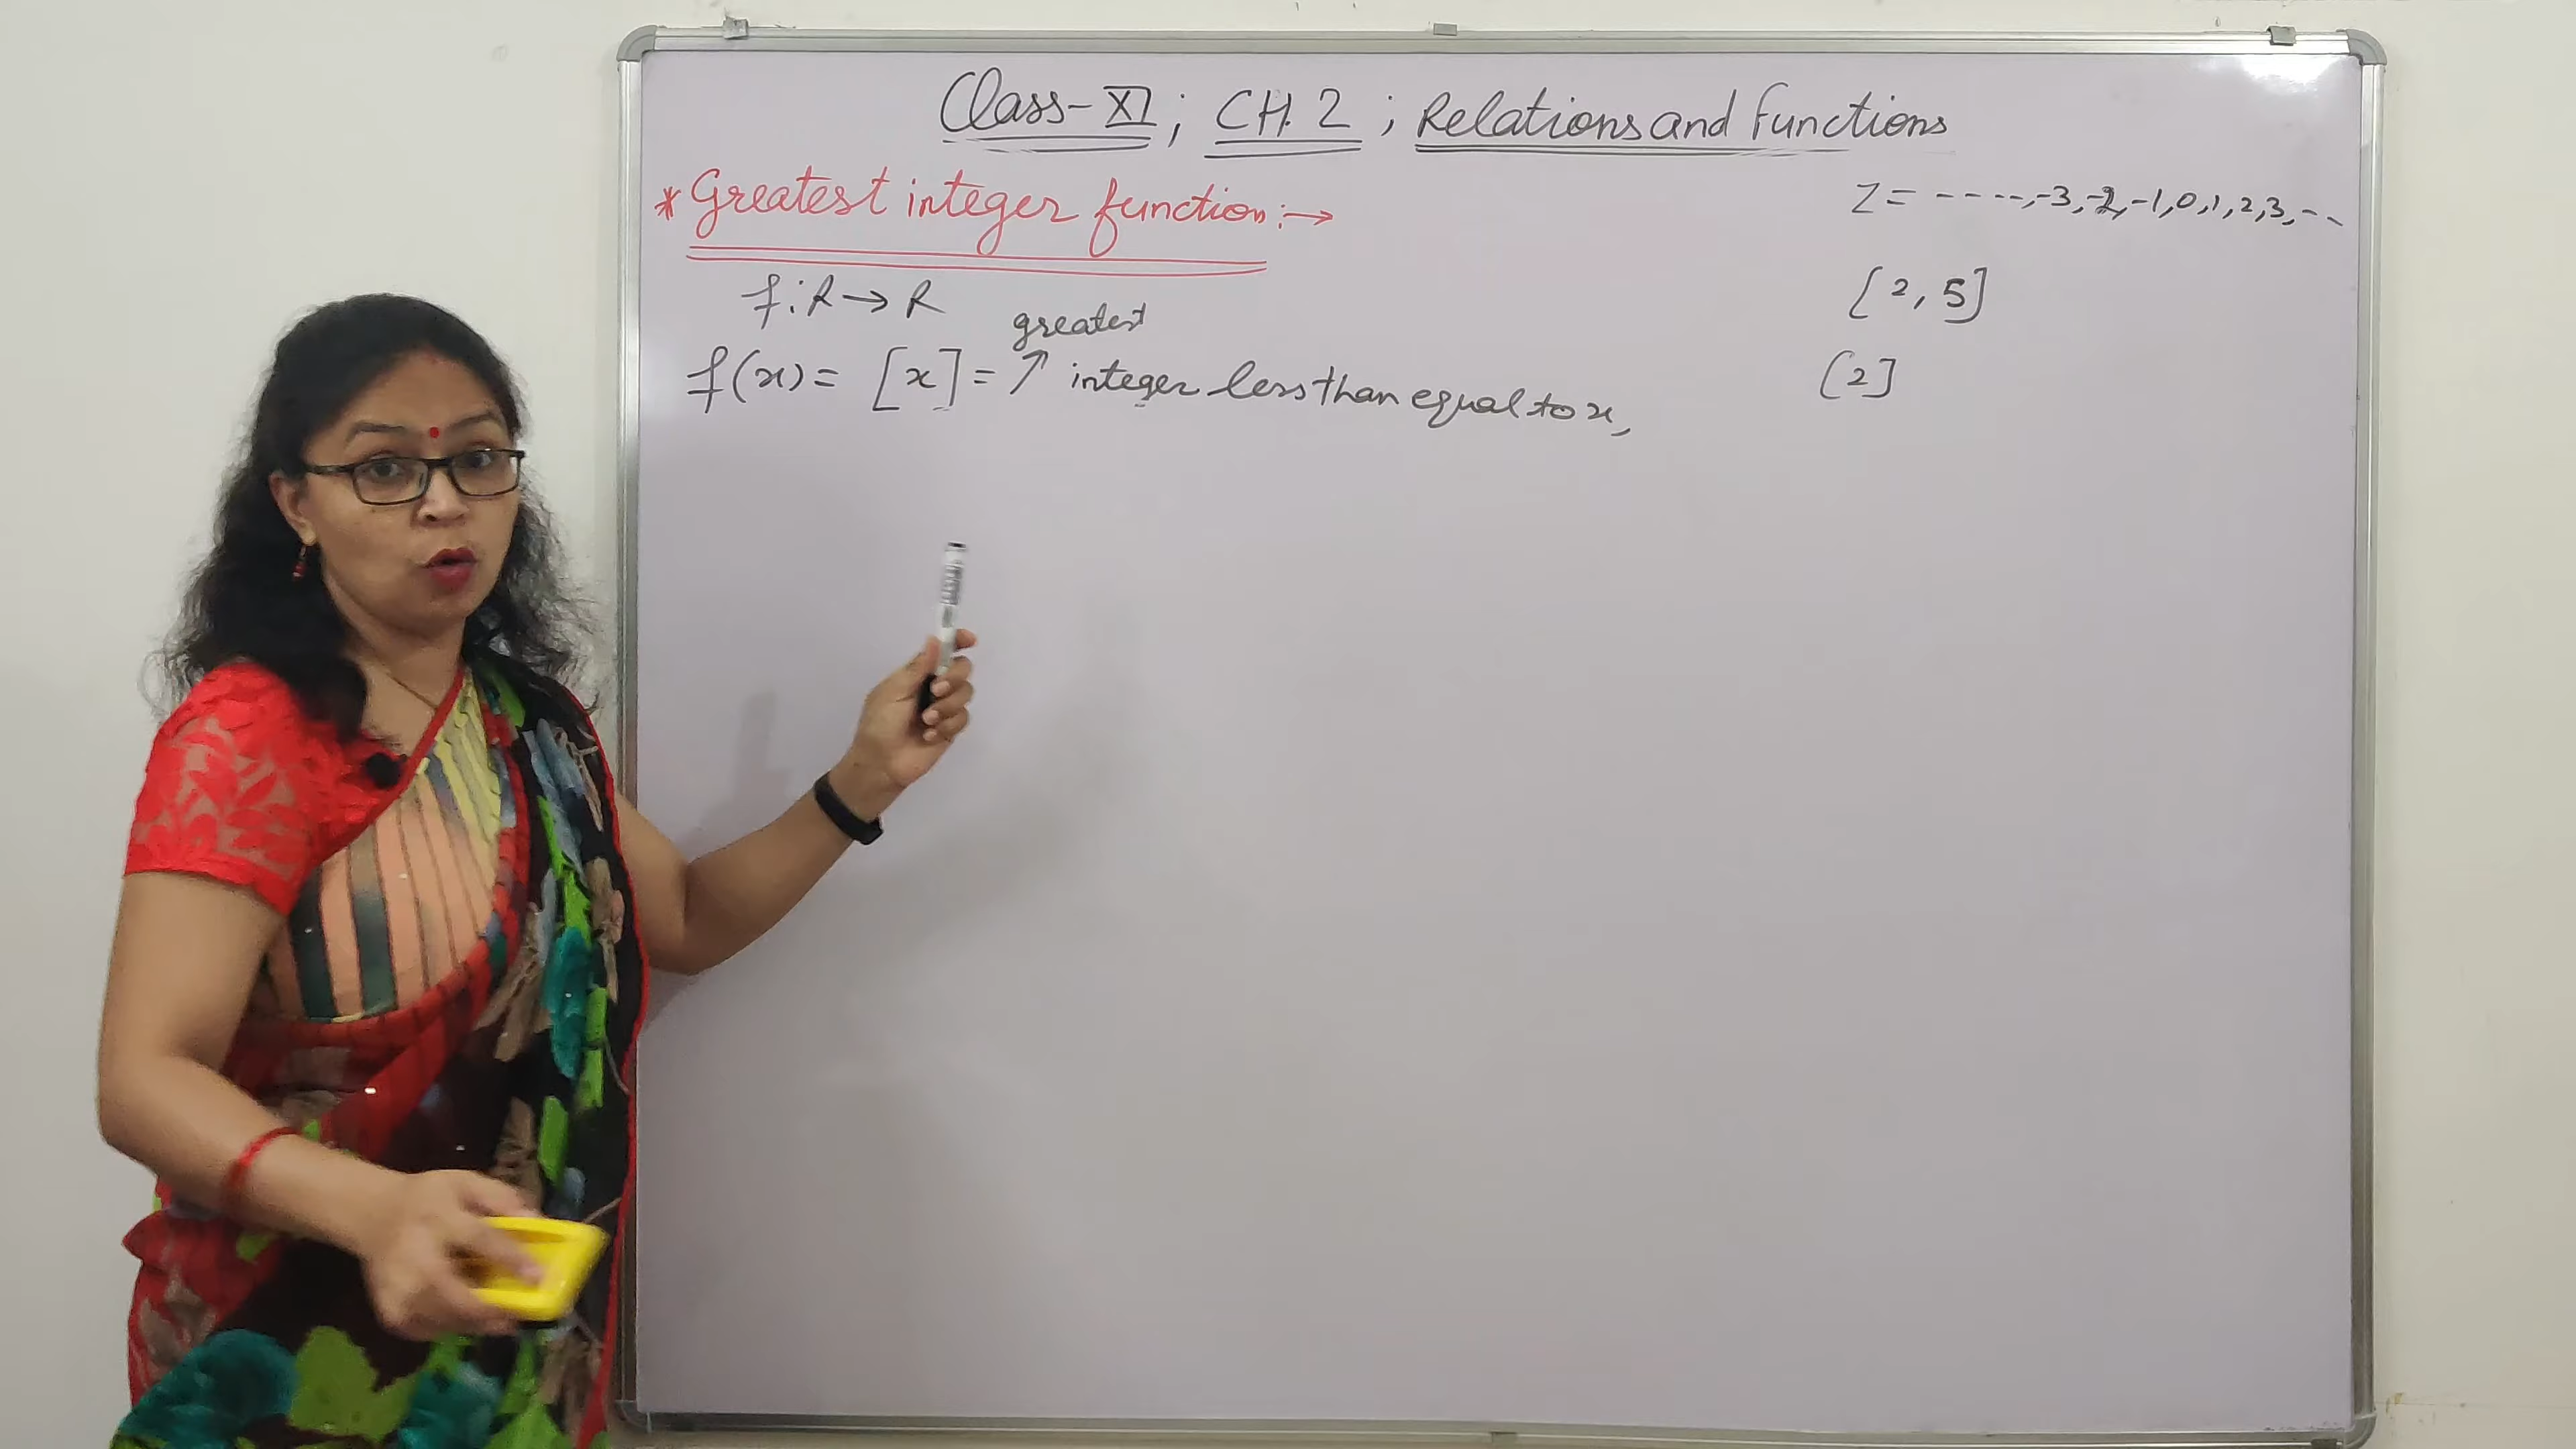 Class-XI ; CH. 2 ; Relations and Functions
* Greatest integer function :→
Z = ----,-3,-2,-1,0,1,2,3,--
f: R → R
[2, 5]
greatest
f(x) = [x] = ↗ integer less than equal to x,
[2]